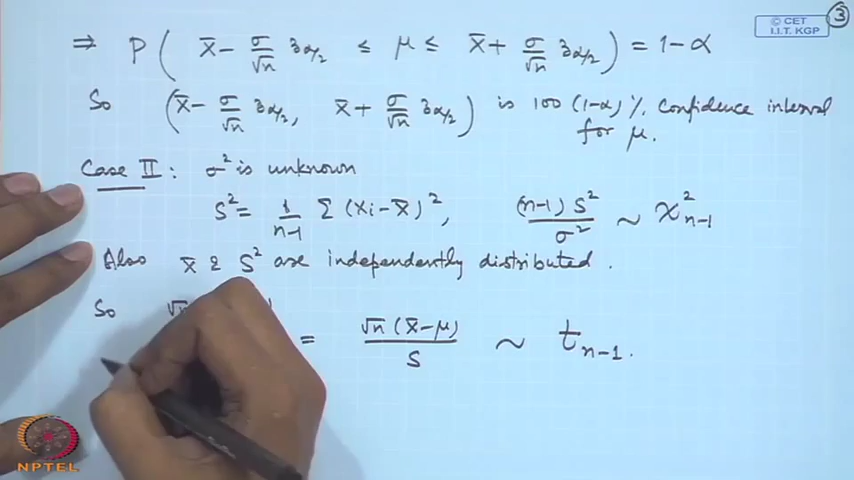 © CET
I.I.T. KGP
3
⇒ P ( x̄ - σ/√n z_{α/2} ≤ μ ≤ x̄ + σ/√n z_{α/2} ) = 1-α
So ( x̄ - σ/√n z_{α/2}, x̄ + σ/√n z_{α/2} ) is 100 (1-α) % confidence interval
for μ.
Case II : σ² is unknown
S² = 1/(n-1) Σ (xi - x̄)², (n-1) S²/σ² ~ χ²_{n-1}
Also x̄ & S² are independently distributed .
So √n = √n (x̄-μ)/S ~ t_{n-1}.
NPTEL